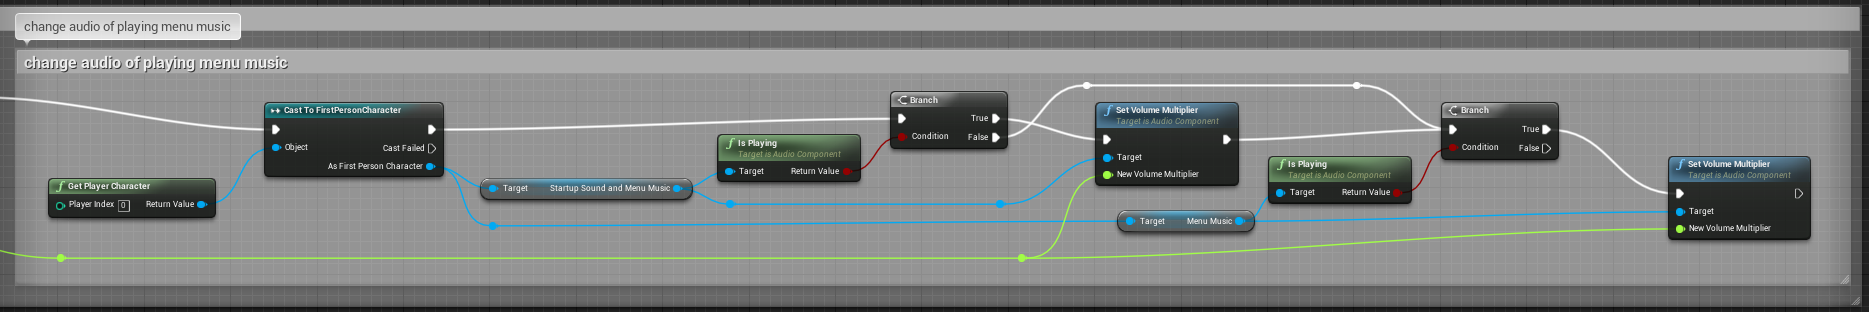 change audio of playing menu music
change audio of playing menu music
Get Player Character
Player Index 0 Return Value
Cast To FirstPersonCharacter
Object
Cast Failed
As First Person Character
Target Startup Sound and Menu Music
Is Playing
Target is Audio Component
Target Return Value
Branch
True
Condition False
Set Volume Multiplier
Target is Audio Component
Target
New Volume Multiplier
Target Menu Music
Is Playing
Target is Audio Component
Target Return Value
Branch
True
Condition False
Set Volume Multiplier
Target is Audio Component
Target
New Volume Multiplier